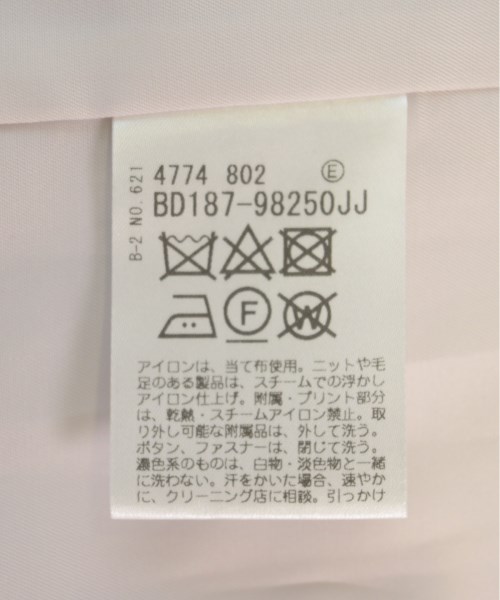 B-2 NO.621
4774 802 Ⓔ
BD187-98250JJ
F
W
アイロンは、当て布使用。ニットや毛
足のある製品は、スチームでの浮かし
アイロン仕上げ。附属・プリント部分
は、乾熱・スチームアイロン禁止。取
り外し可能な附属品は、外して洗う。
ボタン、ファスナーは、閉じて洗う。
濃色系のものは、白物・淡色物と一緒
に洗わない。汗をかいた場合、速やか
に、クリーニング店に相談。引っかけ